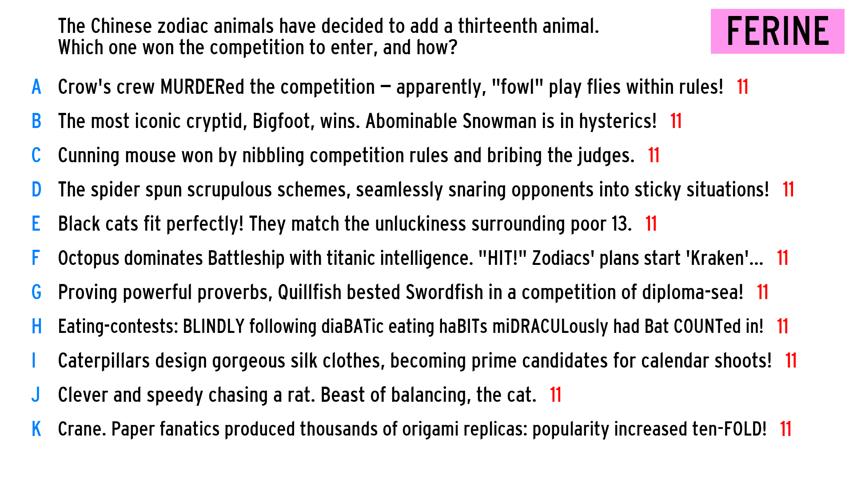 The Chinese zodiac animals have decided to add a thirteenth animal.
Which one won the competition to enter, and how?
FERINE
A Crow's crew MURDERed the competition – apparently, "fowl" play flies within rules! 11
B The most iconic cryptid, Bigfoot, wins. Abominable Snowman is in hysterics! 11
C Cunning mouse won by nibbling competition rules and bribing the judges. 11
D The spider spun scrupulous schemes, seamlessly snaring opponents into sticky situations! 11
E Black cats fit perfectly! They match the unluckiness surrounding poor 13. 11
F Octopus dominates Battleship with titanic intelligence. "HIT!" Zodiacs' plans start 'Kraken'... 11
G Proving powerful proverbs, Quillfish bested Swordfish in a competition of diploma-sea! 11
H Eating-contests: BLINDLY following diaBATic eating haBITs miDRACULously had Bat COUNTed in! 11
I Caterpillars design gorgeous silk clothes, becoming prime candidates for calendar shoots! 11
J Clever and speedy chasing a rat. Beast of balancing, the cat. 11
K Crane. Paper fanatics produced thousands of origami replicas: popularity increased ten-FOLD! 11